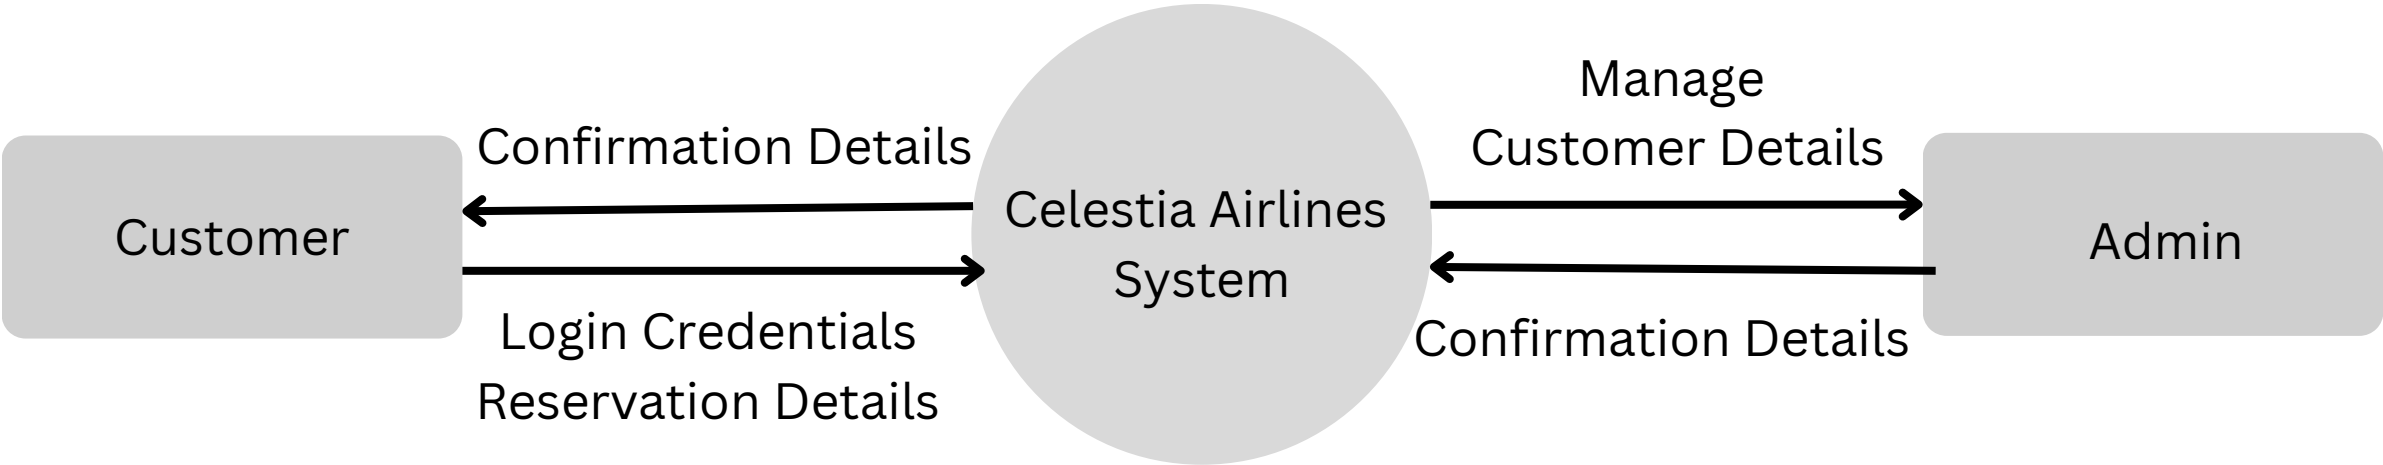 Customer
Confirmation Details
Login Credentials
Reservation Details
Celestia Airlines
System
Manage
Customer Details
Confirmation Details
Admin